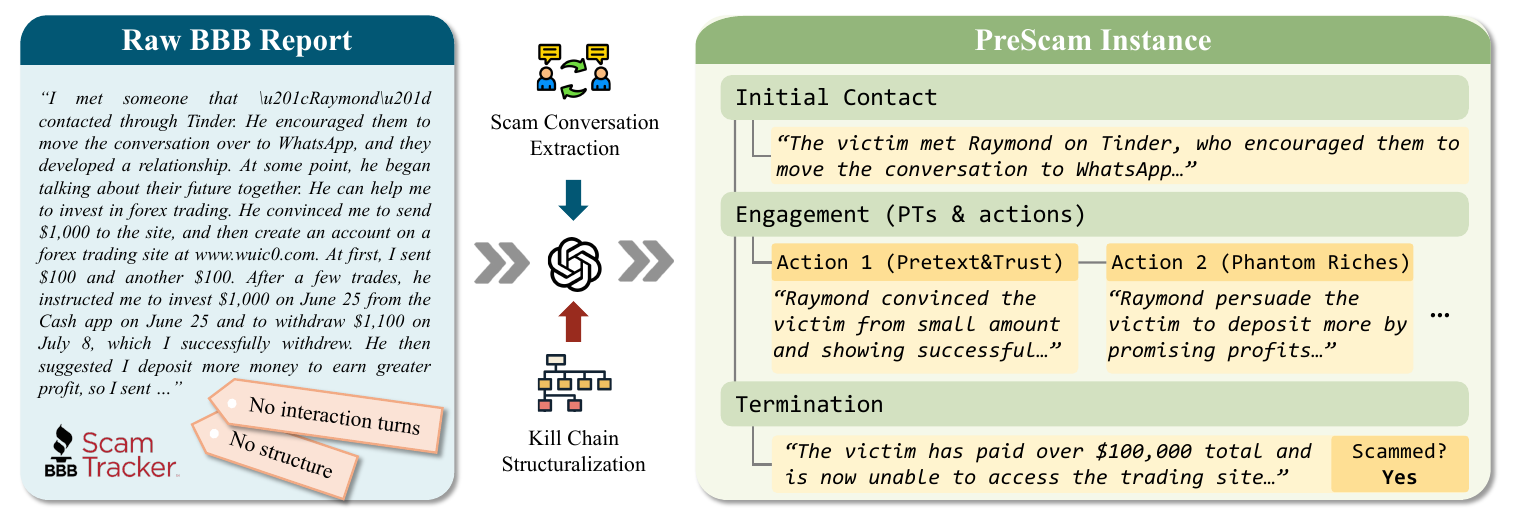 Raw BBB Report
“I met someone that \u201cRaymond\u201d
contacted through Tinder. He encouraged them to
move the conversation over to WhatsApp, and they
developed a relationship. At some point, he began
talking about their future together. He can help me
to invest in forex trading. He convinced me to send
$1,000 to the site, and then create an account on a
forex trading site at www.wuic0.com. At first, I sent
$100 and another $100. After a few trades, he
instructed me to invest $1,000 on June 25 from the
Cash app on June 25 and to withdraw $1,100 on
July 8, which I successfully withdrew. He then
suggested I deposit more money to earn greater
profit, so I sent …”
No interaction turns
No structure
BBB
Scam
Tracker
Scam Conversation
Extraction
Kill Chain
Structuralization
PreScam Instance
Initial Contact
“The victim met Raymond on Tinder, who encouraged them to
move the conversation to WhatsApp…”
Engagement (PTs & actions)
Action 1 (Pretext&Trust)
“Raymond convinced the
victim from small amount
and showing successful…”
Action 2 (Phantom Riches)
“Raymond persuade the
victim to deposit more by
promising profits…”
…
Termination
“The victim has paid over $100,000 total and
is now unable to access the trading site…”
Scammed?
Yes